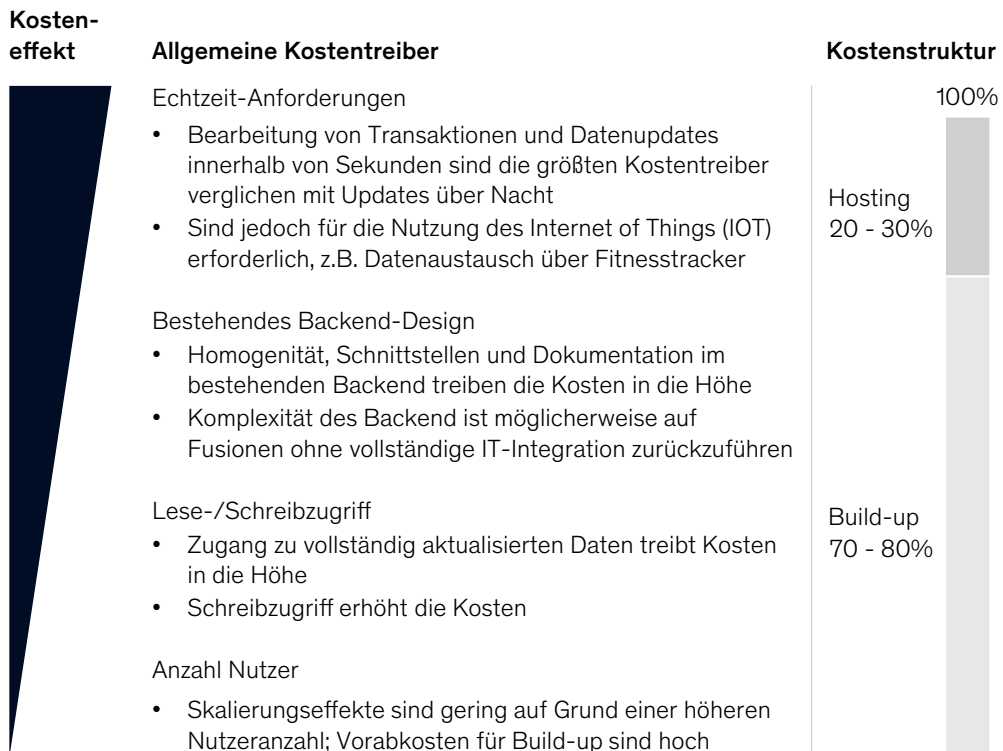 Kosten-
effekt
Allgemeine Kostentreiber
Kostenstruktur
Echtzeit-Anforderungen
• Bearbeitung von Transaktionen und Datenupdates
innerhalb von Sekunden sind die größten Kostentreiber
verglichen mit Updates über Nacht
• Sind jedoch für die Nutzung des Internet of Things (IOT)
erforderlich, z.B. Datenaustausch über Fitnesstracker
Bestehendes Backend-Design
• Homogenität, Schnittstellen und Dokumentation im
bestehenden Backend treiben die Kosten in die Höhe
• Komplexität des Backend ist möglicherweise auf
Fusionen ohne vollständige IT-Integration zurückzuführen
Lese-/Schreibzugriff
• Zugang zu vollständig aktualisierten Daten treibt Kosten
in die Höhe
• Schreibzugriff erhöht die Kosten
Anzahl Nutzer
• Skalierungseffekte sind gering auf Grund einer höheren
Nutzeranzahl; Vorabkosten für Build-up sind hoch
100%
Hosting
20 - 30%
Build-up
70 - 80%